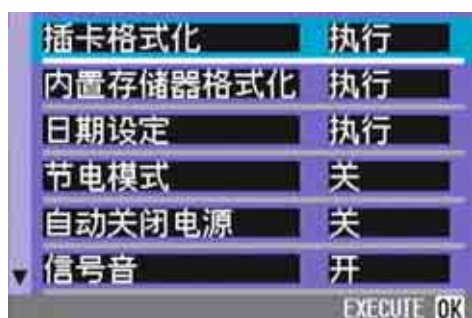 插卡格式化 执行
内置存储器格式化 执行
日期设定 执行
节电模式 关
自动关闭电源 关
信号音 开
EXECUTE OK